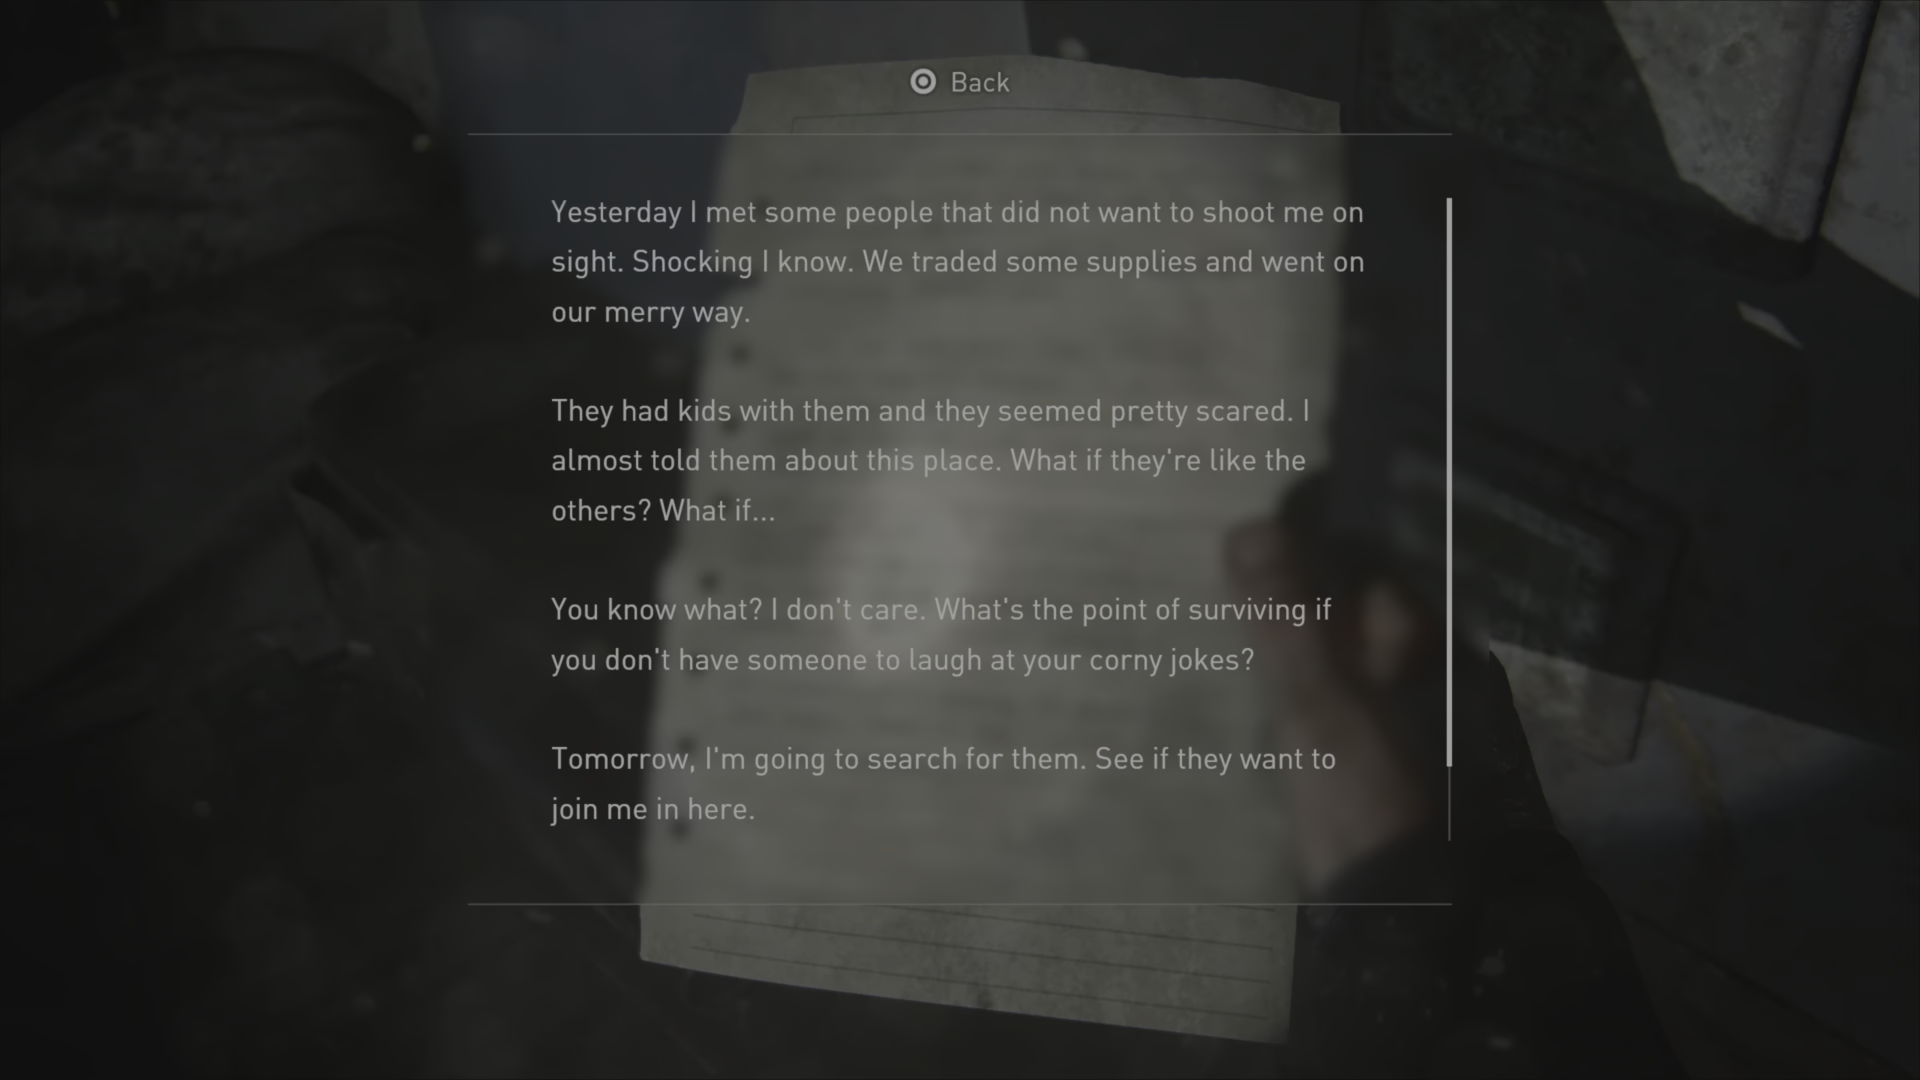 Back
Yesterday I met some people that did not want to shoot me on
sight. Shocking I know. We traded some supplies and went on
our merry way.
They had kids with them and they seemed pretty scared. I
almost told them about this place. What if they're like the
others? What if...
You know what? I don't care. What's the point of surviving if
you don't have someone to laugh at your corny jokes?
Tomorrow, I'm going to search for them. See if they want to
join me in here.